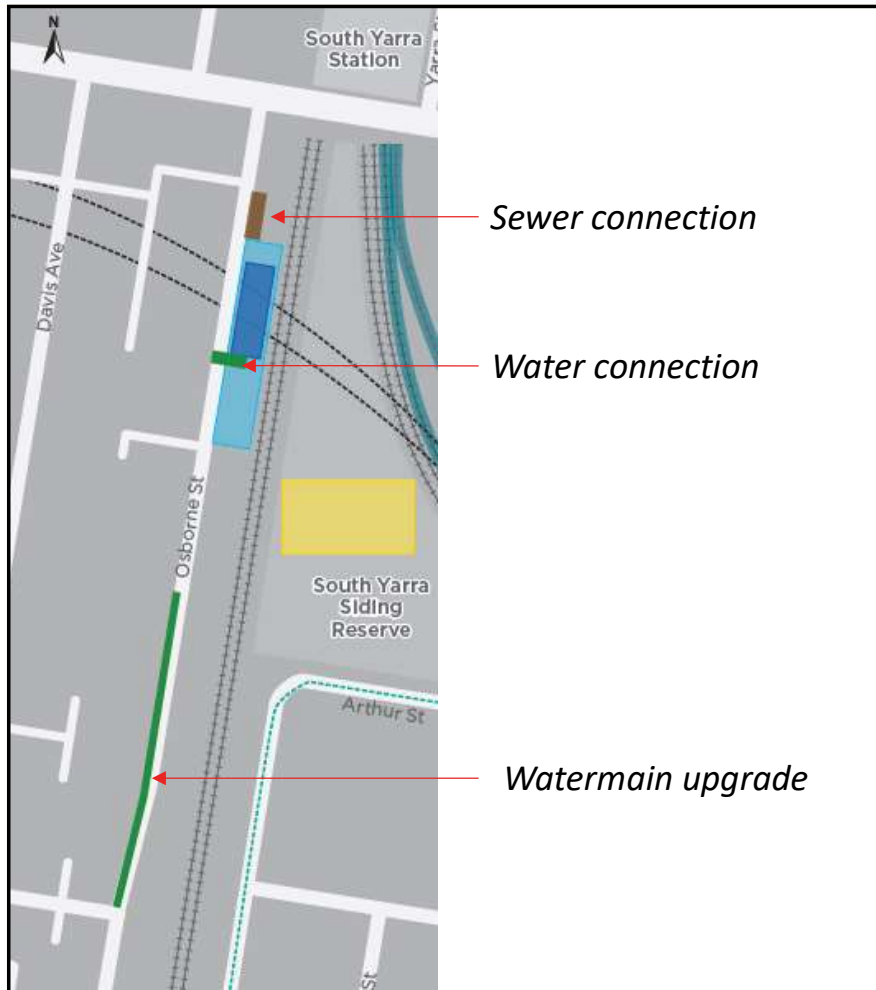 N
South Yarra
Station
Yarra S
Sewer connection
Davis Ave
Water connection
Osborne St
South Yarra
Siding
Reserve
Arthur St
Watermain upgrade
St